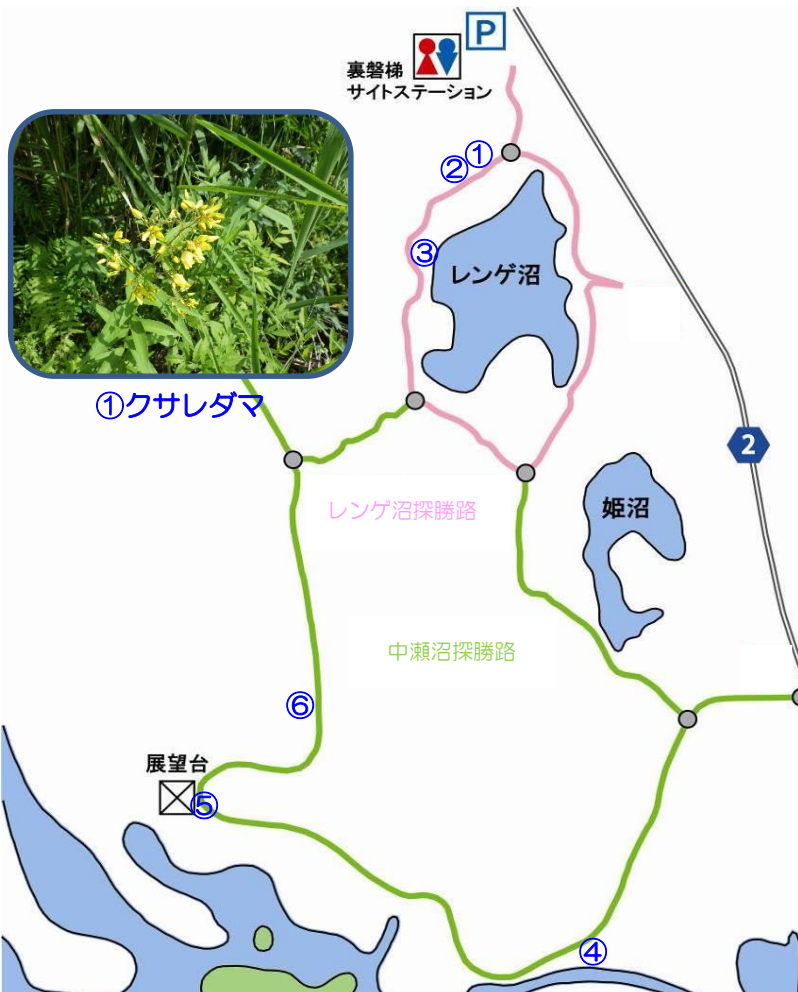 P
裏磐梯
サイトステーション
①
②
③
レンゲ沼
①クサレダマ
2
姫沼
レンゲ沼探勝路
中瀬沼探勝路
⑥
展望台
⑤
④